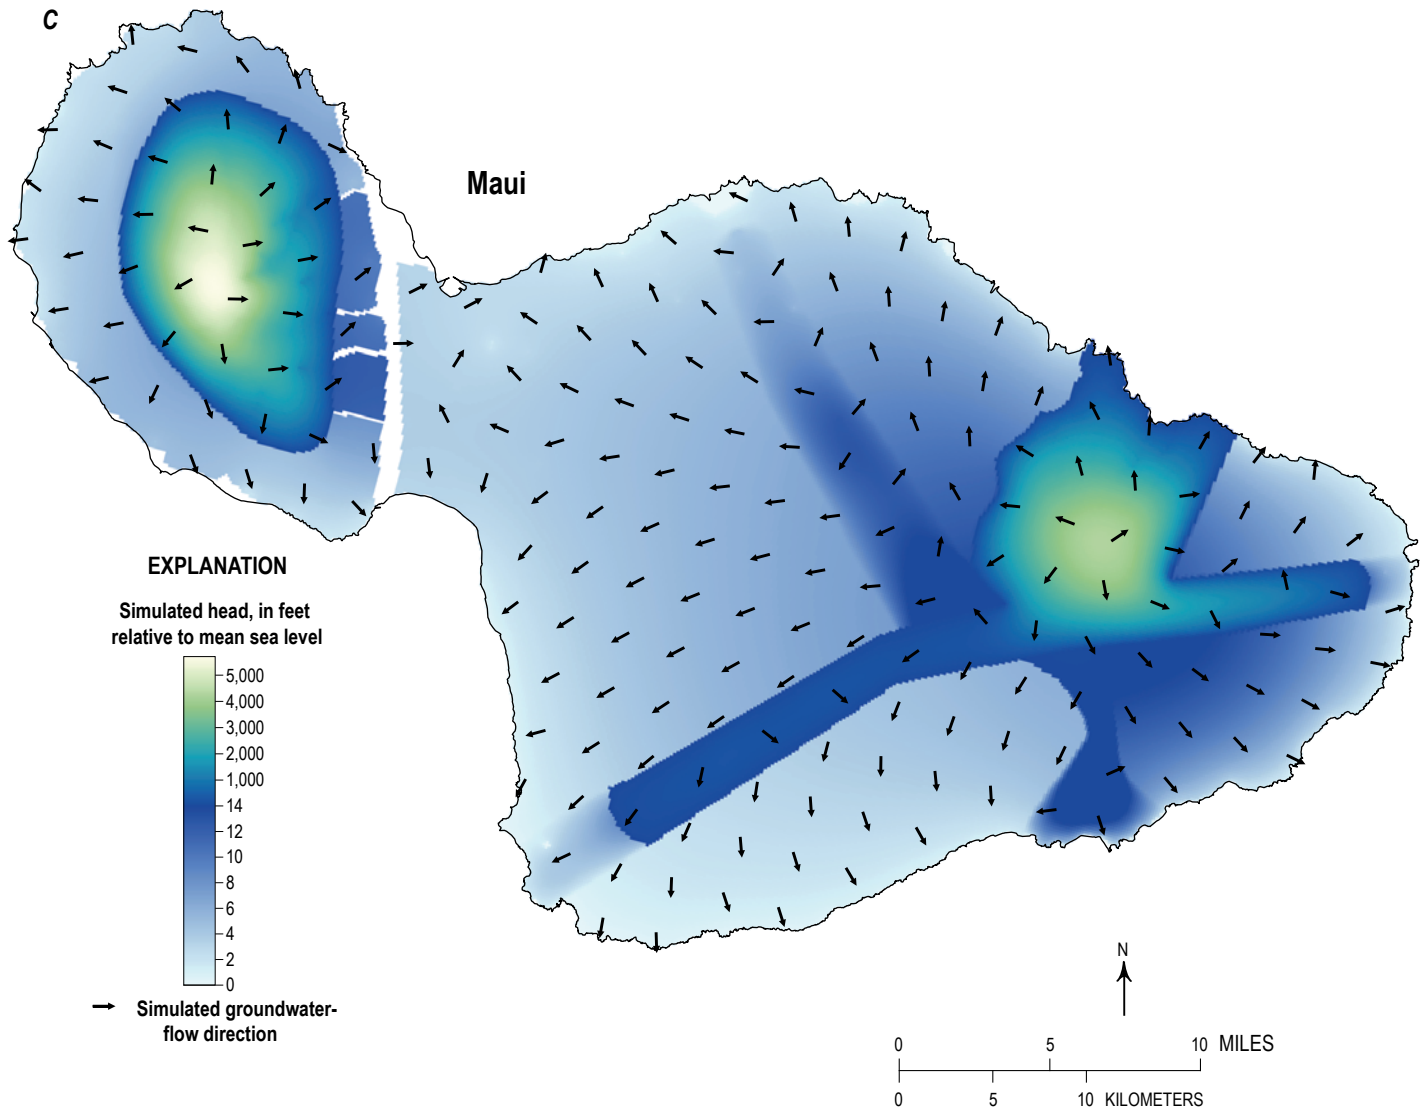 C
Maui
EXPLANATION
Simulated head, in feet
relative to mean sea level
5,000
4,000
3,000
2,000
1,000
14
12
10
8
6
4
2
0
Simulated groundwater-
flow direction
N
0 5 10 MILES
0 5 10 KILOMETERS